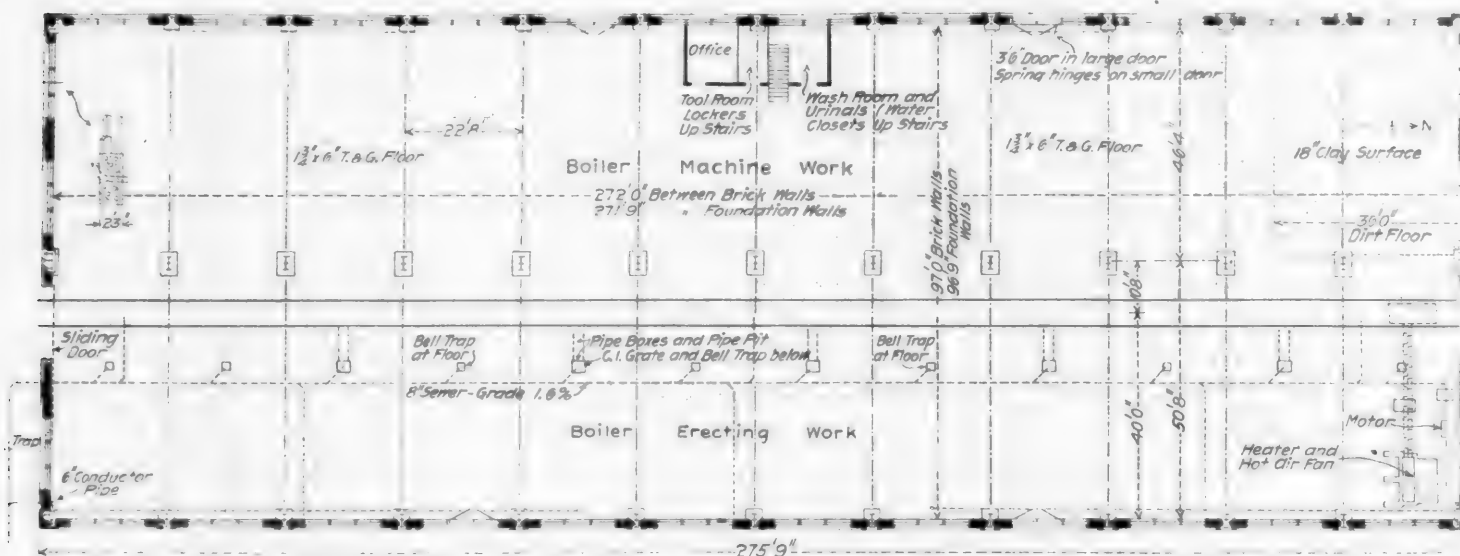 Office
3'6" Door in large door
Spring hinges on small door
Tool Room
Lockers
Up Stairs
Wash Room and
Urinals (Water
Closets Up Stairs
22'8"
1¾" x 6" T. & G. Floor
1¾" x 6" T. & G. Floor
46'4"
N
18" Clay Surface
Boiler Machine Work
272'0" Between Brick Walls
271'9" " Foundation Walls
97'0" Brick Walls
96'9" Foundation
Walls
23"
36'0"
Dirt Floor
10'8"
Sliding
Door
Bell Trap
at Floor
Pipe Boxes and Pipe Pit
C.I. Grate and Bell Trap below
Bell Trap
at Floor
8" Sewer-Grade 1.6%
40'0"
50'8"
Boiler Erecting Work
Trap
Motor
Heater and
Hot Air Fan
6" Conductor
Pipe
275'9"